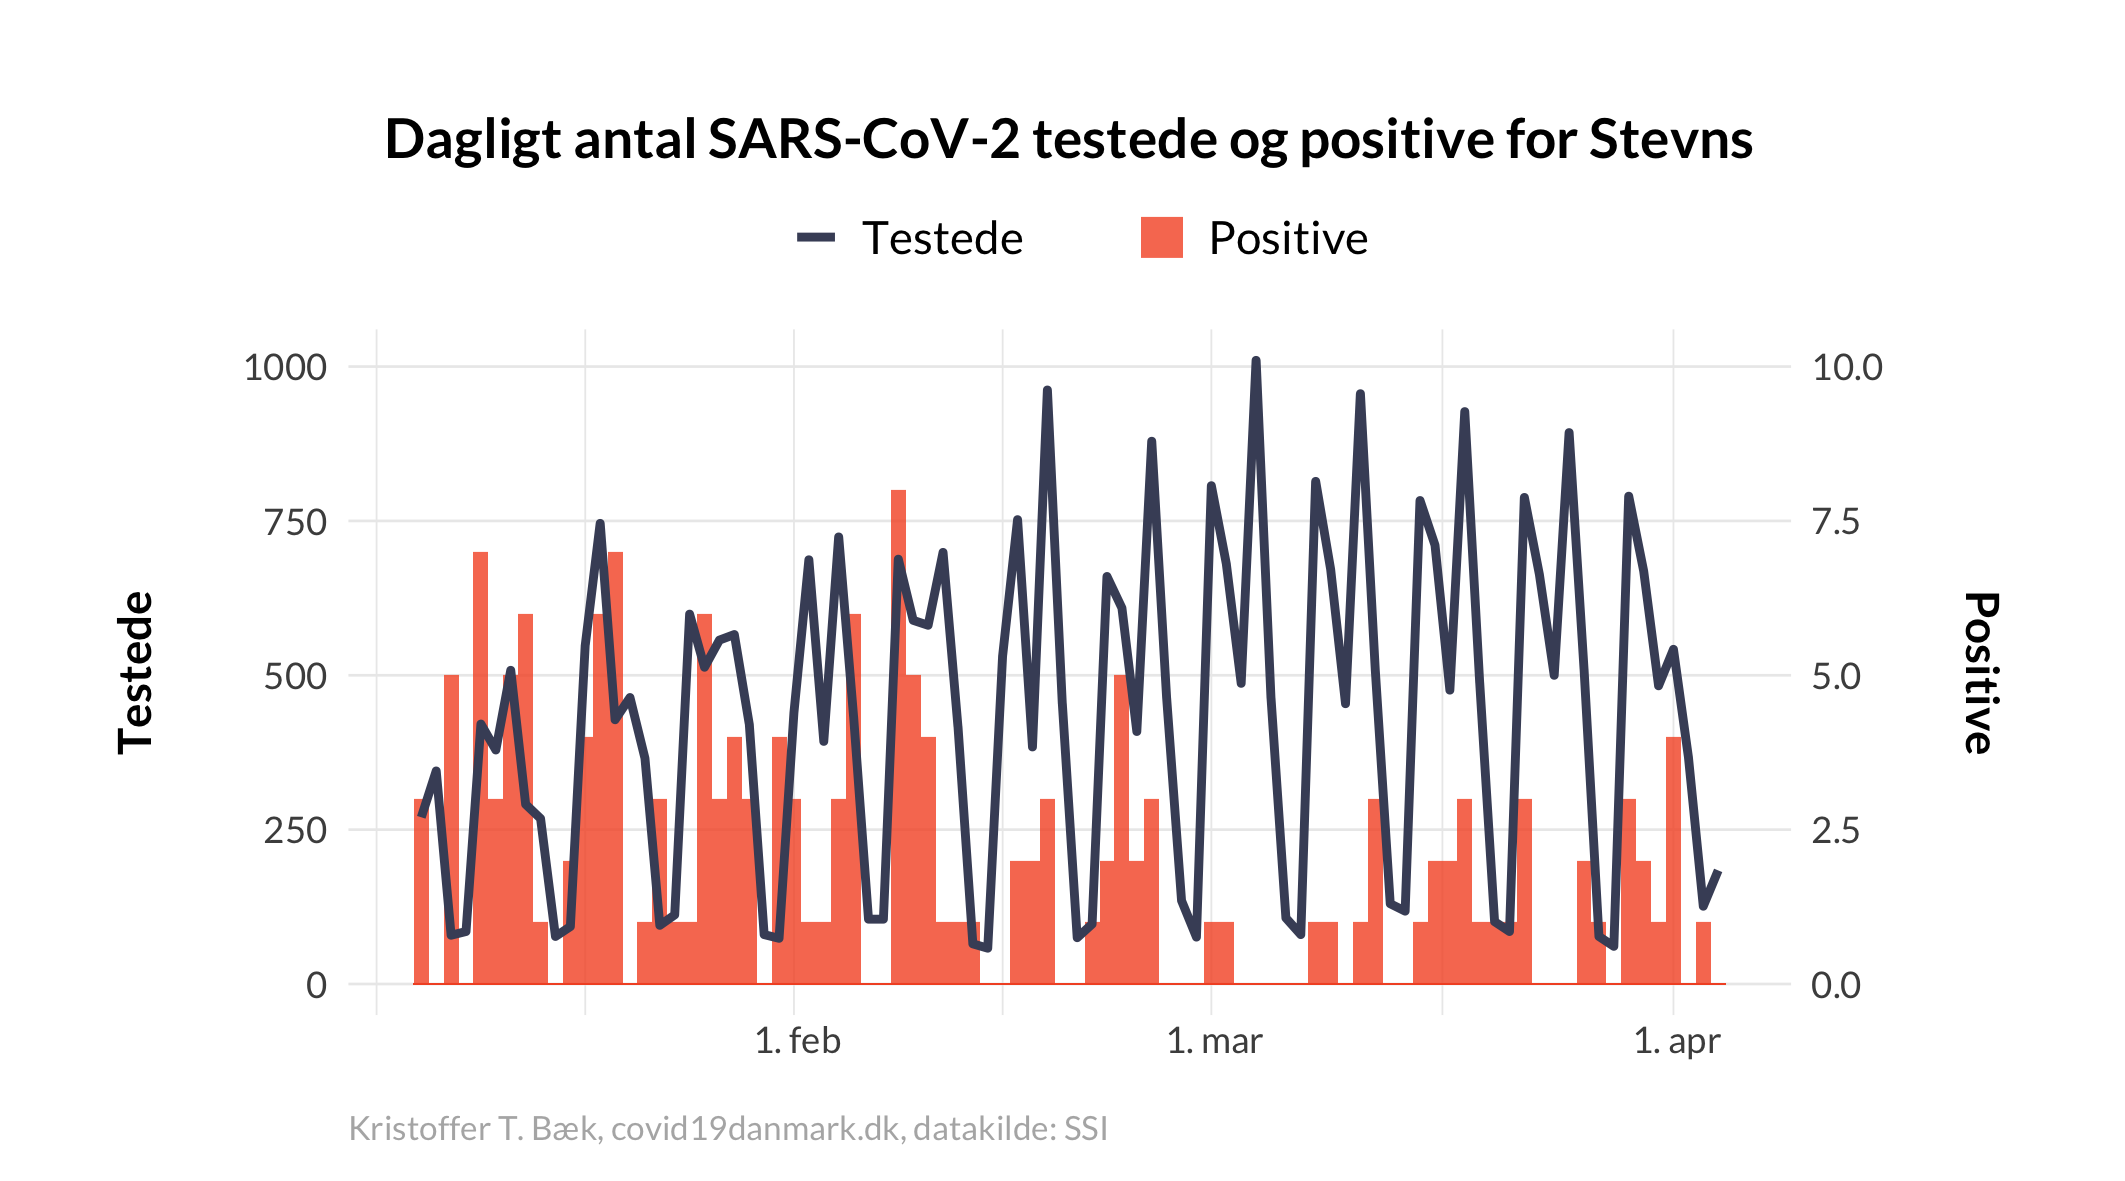 Dagligt antal SARS-CoV-2 testede og positive for Stevns
Testede
Positive
1000
750
500
250
0
10.0
7.5
5.0
2.5
0.0
Testede
Positive
1. feb
1. mar
1. apr
Kristoffer T. Bæk, covid19danmark.dk, datakilde: SSI